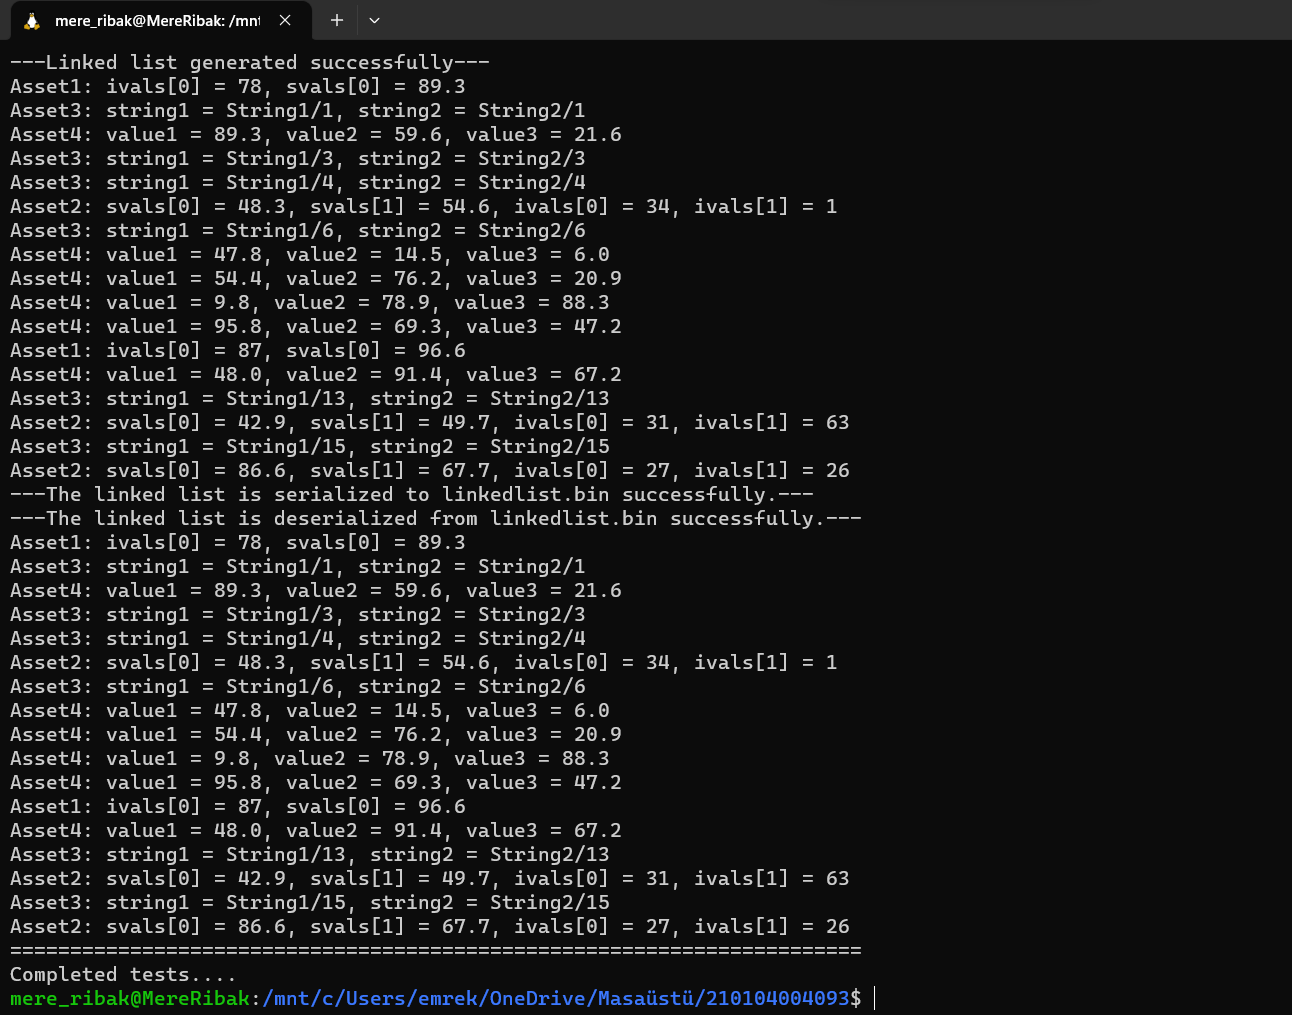 mere_ribak@MereRibak: /mnt
---Linked list generated successfully---
Asset1: ivals[0] = 78, svals[0] = 89.3
Asset3: string1 = String1/1, string2 = String2/1
Asset4: value1 = 89.3, value2 = 59.6, value3 = 21.6
Asset3: string1 = String1/3, string2 = String2/3
Asset3: string1 = String1/4, string2 = String2/4
Asset2: svals[0] = 48.3, svals[1] = 54.6, ivals[0] = 34, ivals[1] = 1
Asset3: string1 = String1/6, string2 = String2/6
Asset4: value1 = 47.8, value2 = 14.5, value3 = 6.0
Asset4: value1 = 54.4, value2 = 76.2, value3 = 20.9
Asset4: value1 = 9.8, value2 = 78.9, value3 = 88.3
Asset4: value1 = 95.8, value2 = 69.3, value3 = 47.2
Asset1: ivals[0] = 87, svals[0] = 96.6
Asset4: value1 = 48.0, value2 = 91.4, value3 = 67.2
Asset3: string1 = String1/13, string2 = String2/13
Asset2: svals[0] = 42.9, svals[1] = 49.7, ivals[0] = 31, ivals[1] = 63
Asset3: string1 = String1/15, string2 = String2/15
Asset2: svals[0] = 86.6, svals[1] = 67.7, ivals[0] = 27, ivals[1] = 26
---The linked list is serialized to linkedlist.bin successfully.---
---The linked list is deserialized from linkedlist.bin successfully.---
Asset1: ivals[0] = 78, svals[0] = 89.3
Asset3: string1 = String1/1, string2 = String2/1
Asset4: value1 = 89.3, value2 = 59.6, value3 = 21.6
Asset3: string1 = String1/3, string2 = String2/3
Asset3: string1 = String1/4, string2 = String2/4
Asset2: svals[0] = 48.3, svals[1] = 54.6, ivals[0] = 34, ivals[1] = 1
Asset3: string1 = String1/6, string2 = String2/6
Asset4: value1 = 47.8, value2 = 14.5, value3 = 6.0
Asset4: value1 = 54.4, value2 = 76.2, value3 = 20.9
Asset4: value1 = 9.8, value2 = 78.9, value3 = 88.3
Asset4: value1 = 95.8, value2 = 69.3, value3 = 47.2
Asset1: ivals[0] = 87, svals[0] = 96.6
Asset4: value1 = 48.0, value2 = 91.4, value3 = 67.2
Asset3: string1 = String1/13, string2 = String2/13
Asset2: svals[0] = 42.9, svals[1] = 49.7, ivals[0] = 31, ivals[1] = 63
Asset3: string1 = String1/15, string2 = String2/15
Asset2: svals[0] = 86.6, svals[1] = 67.7, ivals[0] = 27, ivals[1] = 26
=======================================================================
Completed tests....
mere_ribak@MereRibak:/mnt/c/Users/emrek/OneDrive/Masaüstü/210104004093$